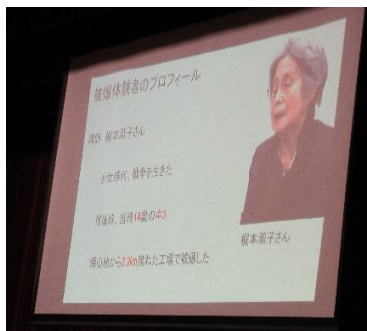 被爆体験者のプロフィール
梶本淑子さん
少女時代、戦争を生きた
当時14歳の中3
爆心地から2.3km離れた工場で被爆した
梶本淑子さん